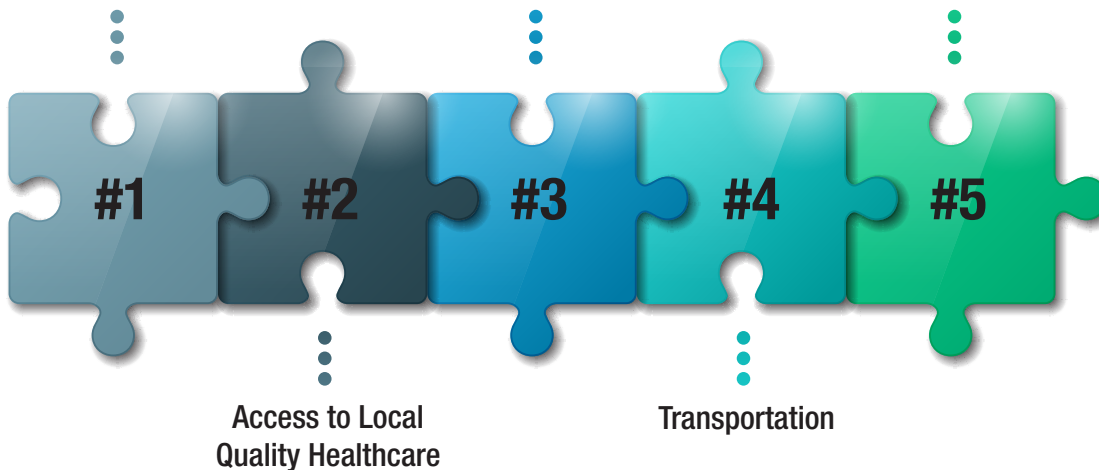 #1 #2 #3 #4 #5
Access to Local
Quality Healthcare
Transportation